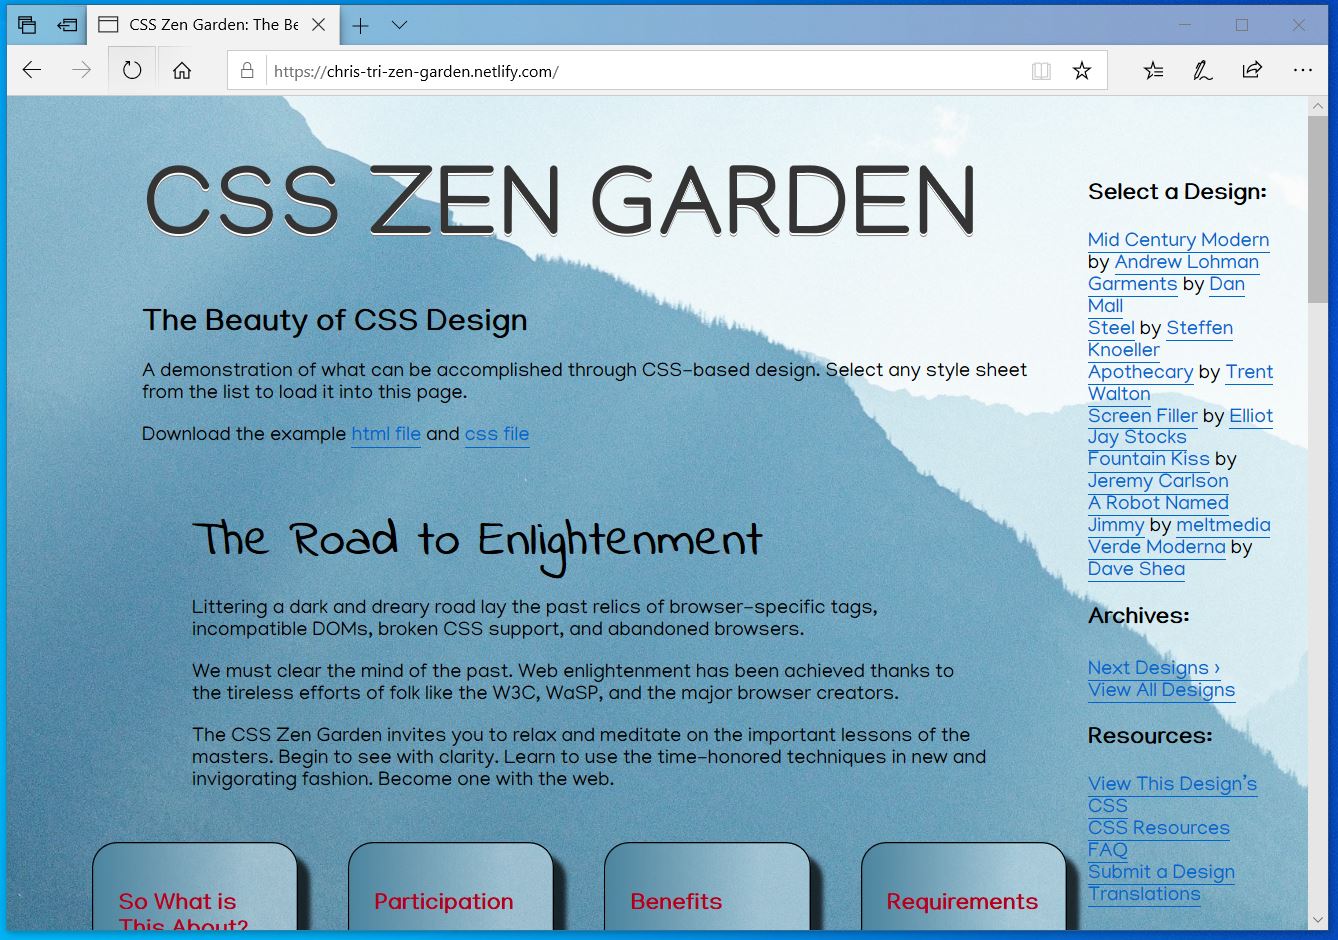 CSS Zen Garden: The Be
https://chris-tri-zen-garden.netlify.com/
CSS ZEN GARDEN
The Beauty of CSS Design
A demonstration of what can be accomplished through CSS-based design. Select any style sheet
from the list to load it into this page.
Download the example html file and css file
The Road to Enlightenment
Littering a dark and dreary road lay the past relics of browser-specific tags,
incompatible DOMs, broken CSS support, and abandoned browsers.
We must clear the mind of the past. Web enlightenment has been achieved thanks to
the tireless efforts of folk like the W3C, WaSP, and the major browser creators.
The CSS Zen Garden invites you to relax and meditate on the important lessons of the
masters. Begin to see with clarity. Learn to use the time-honored techniques in new and
invigorating fashion. Become one with the web.
So What is
This About?
Participation
Benefits
Requirements
Select a Design:
Mid Century Modern
by Andrew Lohman
Garments by Dan
Mall
Steel by Steffen
Knoeller
Apothecary by Trent
Walton
Screen Filler by Elliot
Jay Stocks
Fountain Kiss by
Jeremy Carlson
A Robot Named
Jimmy by meltmedia
Verde Moderna by
Dave Shea
Archives:
Next Designs ›
View All Designs
Resources:
View This Design’s
CSS
CSS Resources
FAQ
Submit a Design
Translations